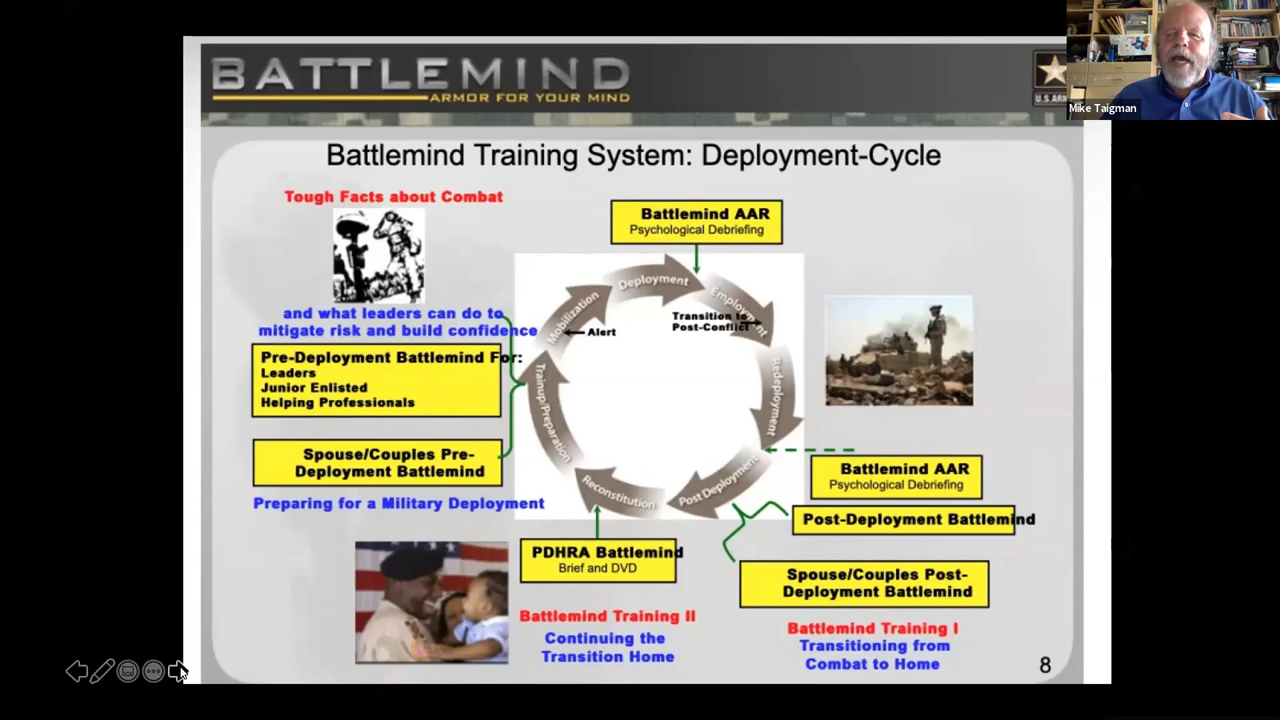 BATTLEMIND
ARMOR FOR YOUR MIND
U.S.AR
Mike Taigman
Battlemind Training System: Deployment-Cycle
Tough Facts about Combat
and what leaders can do to
mitigate risk and build confidence
Pre-Deployment Battlemind For:
Leaders
Junior Enlisted
Helping Professionals
Spouse/Couples Pre-
Deployment Battlemind
Preparing for a Military Deployment
Battlemind AAR
Psychological Debriefing
Deployment
Employment
Mobilization
Alert
Transition to
Post-Conflict
Redeployment
Trainup/Preparation
Reconstitution
Post Deployment
Battlemind AAR
Psychological Debriefing
Post-Deployment Battlemind
Spouse/Couples Post-
Deployment Battlemind
Battlemind Training I
Transitioning from
Combat to Home
PDHRA Battlemind
Brief and DVD
Battlemind Training II
Continuing the
Transition Home
8